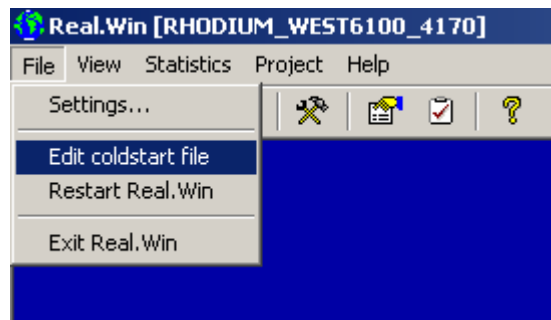 Real.Win [RHODIUM_WEST6100_4170]
File View Statistics Project Help
Settings...
Edit coldstart file
Restart Real.Win
Exit Real.Win